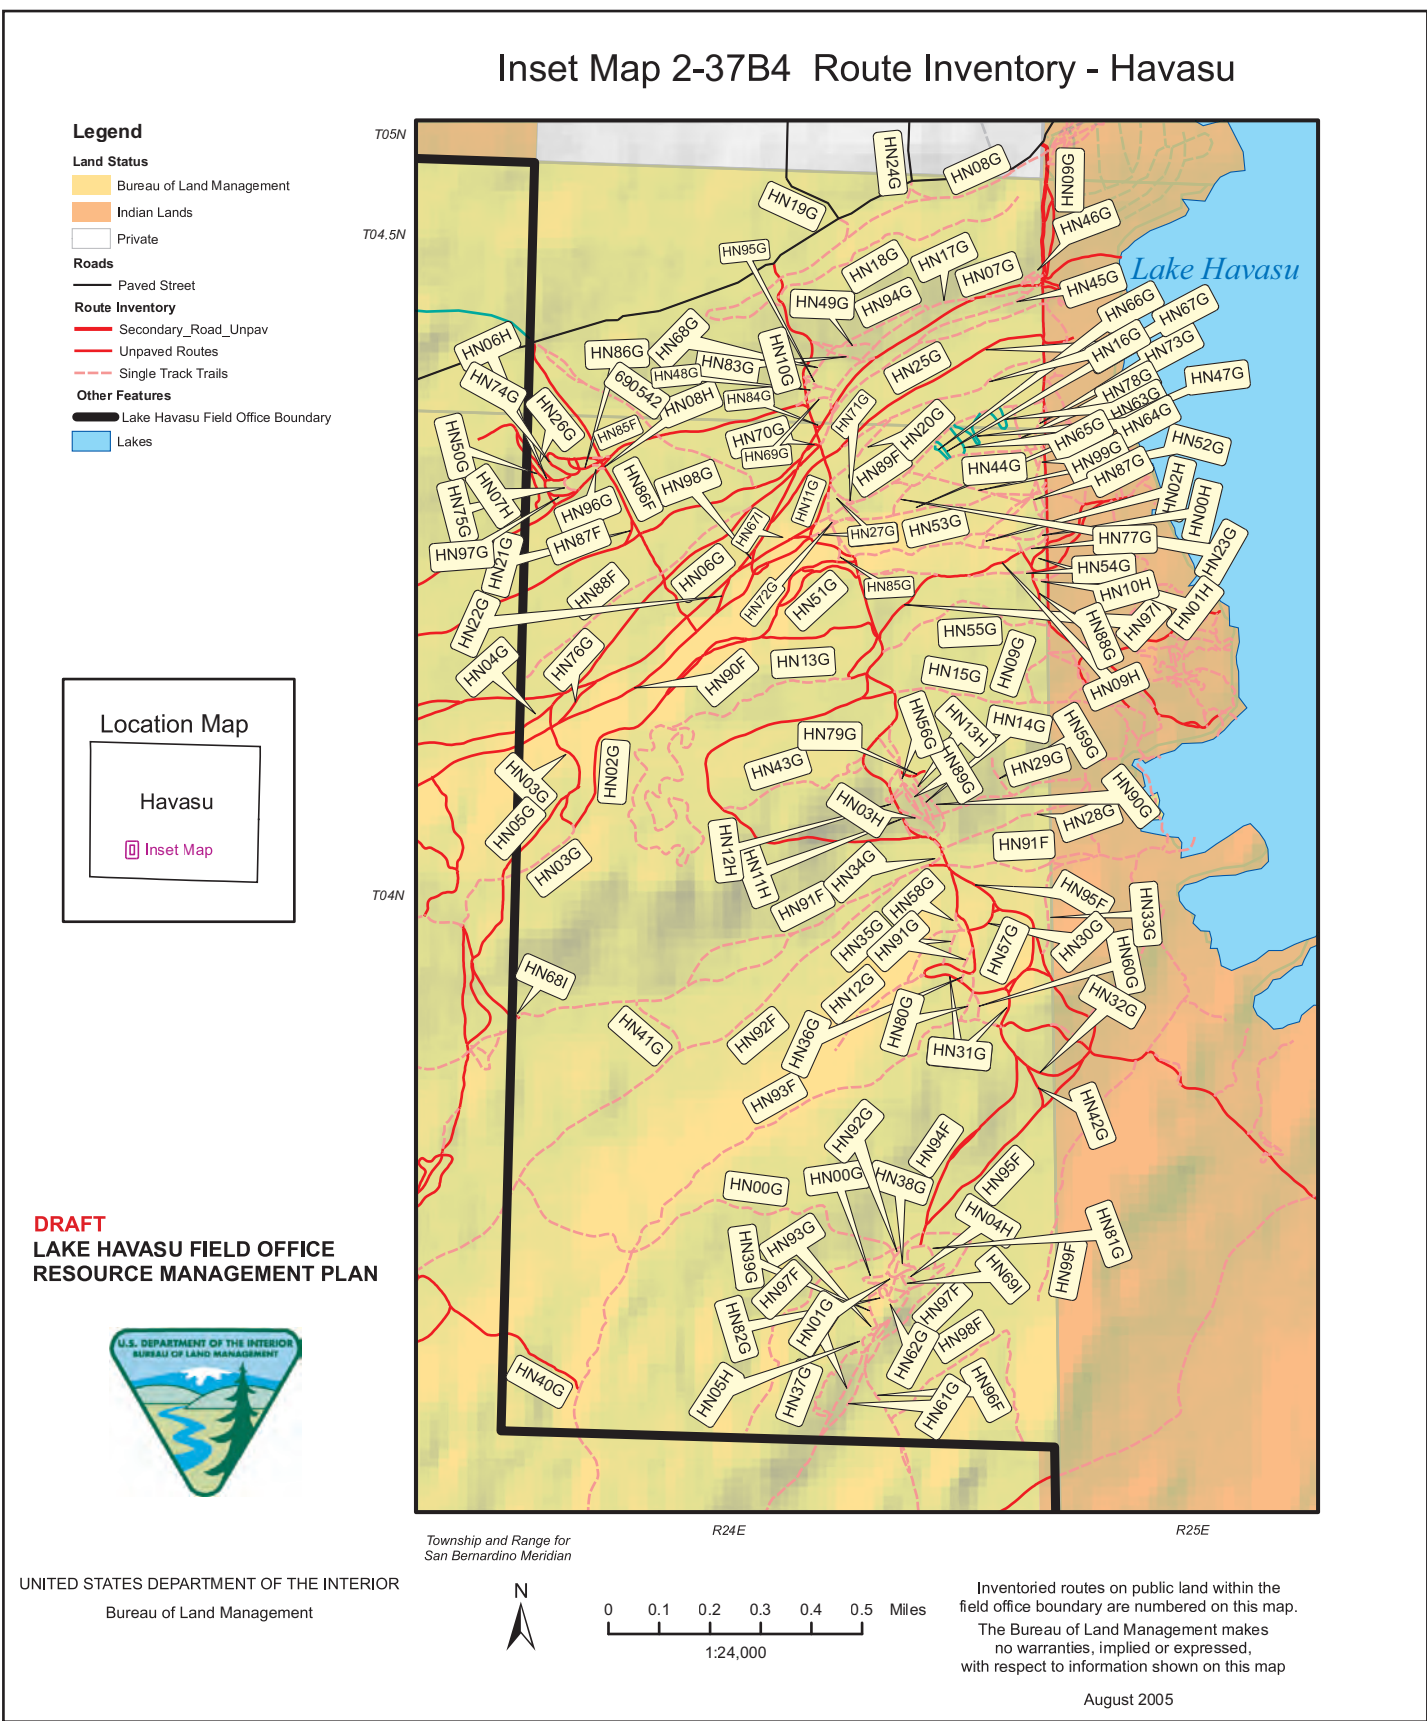 Inset Map 2-37B4 Route Inventory - Havasu
Legend
Land Status
Bureau of Land Management
Indian Lands
Private
Roads
Paved Street
Route Inventory
Secondary_Road_Unpav
Unpaved Routes
Single Track Trails
Other Features
Lake Havasu Field Office Boundary
Lakes
Location Map
Havasu
Inset Map
DRAFT
LAKE HAVASU FIELD OFFICE
RESOURCE MANAGEMENT PLAN
U.S. DEPARTMENT OF THE INTERIOR
BUREAU OF LAND MANAGEMENT
UNITED STATES DEPARTMENT OF THE INTERIOR
Bureau of Land Management
T05N
T04.5N
T04N
R24E
R25E
Lake Havasu
HN24G
HN08G
HN09G
HN19G
HN46G
HN95G
HN18G
HN17G
HN07G
HN45G
HN49G
HN94G
HN66G
HN67G
HN06H
HN86G
HN68G
HN83G
HN10G
HN25G
HN16G
HN73G
HN74G
690542
HN48G
HN08H
HN84G
HN71G
HN78G
HN63G
HN47G
HN26G
HN85F
HN70G
HN69G
HN20G
HN65G
HN64G
HN50G
HN89F
HN44G
HN99G
HN52G
HN07H
HN86F
HN98G
HN11G
HN87G
HN02H
HN00H
HN75G
HN96G
HN67I
HN27G
HN53G
HN77G
HN97G
HN21G
HN87F
HN23G
HN06G
HN54G
HN88F
HN72G
HN51G
HN85G
HN10H
HN01H
HN22G
HN55G
HN88G
HN97I
HN04G
HN76G
HN90F
HN13G
HN15G
HN09G
HN09H
HN79G
HN56G
HN13H
HN14G
HN59G
HN03G
HN02G
HN43G
HN89G
HN29G
HN90G
HN05G
HN03H
HN28G
HN03G
HN12H
HN11H
HN34G
HN91F
HN91F
HN58G
HN95F
HN33G
HN35G
HN91G
HN57G
HN30G
HN60G
HN68I
HN12G
HN32G
HN41G
HN92F
HN36G
HN80G
HN31G
HN93F
HN42G
HN92G
HN94F
HN00G
HN00G
HN38G
HN95F
HN39G
HN93G
HN04H
HN81G
HN97F
HN69I
HN99F
HN82G
HN01G
HN97F
HN62G
HN98F
HN40G
HN05H
HN37G
HN61G
HN96F
Township and Range for
San Bernardino Meridian
N
0 0.1 0.2 0.3 0.4 0.5 Miles
1:24,000
Inventoried routes on public land within the
field office boundary are numbered on this map.
The Bureau of Land Management makes
no warranties, implied or expressed,
with respect to information shown on this map
August 2005